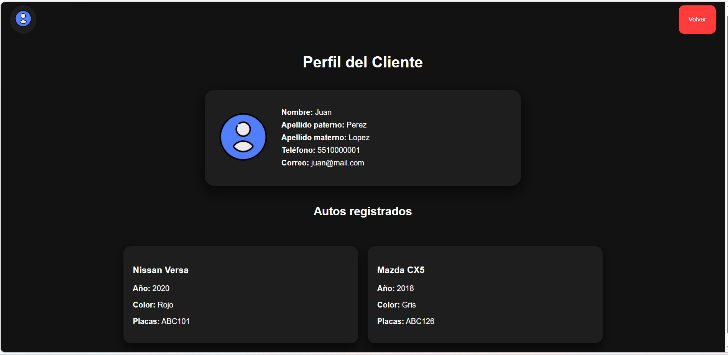 Volver
Perfil del Cliente
Nombre: Juan
Apellido paterno: Perez
Apellido materno: Lopez
Teléfono: 5510000001
Correo: juan@mail.com
Autos registrados
Nissan Versa
Año: 2020
Color: Rojo
Placas: ABC101
Mazda CX5
Año: 2018
Color: Gris
Placas: ABC126